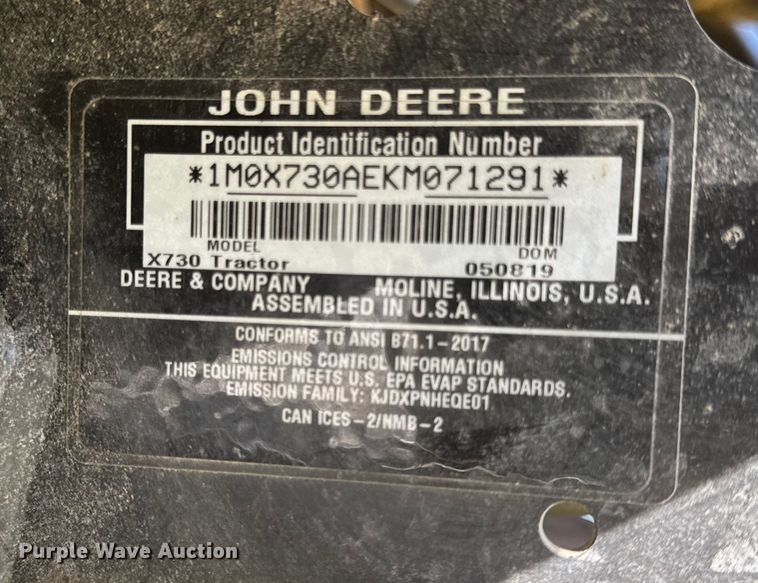 JOHN DEERE
Product Identification Number
*1M0X730AEKM071291*
MODEL DOM
X730 Tractor 050819
DEERE & COMPANY MOLINE, ILLINOIS, U.S.A.
ASSEMBLED IN U.S.A.
CONFORMS TO ANSI B71.1-2017
EMISSIONS CONTROL INFORMATION
THIS EQUIPMENT MEETS U.S. EPA EVAP STANDARDS.
EMISSION FAMILY: KJDXPNHEQE01
CAN ICES-2/NMB-2
Purple Wave Auction